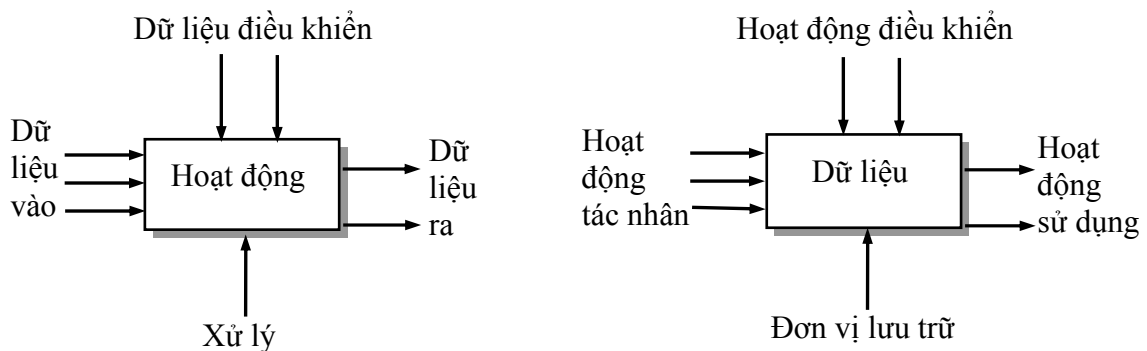 Dữ liệu điều khiển
Dữ
liệu
vào
Hoạt động
Dữ
liệu
ra
Xử lý
Hoạt động điều khiển
Hoạt
động
tác nhân
Dữ liệu
Hoạt
động
sử dụng
Đơn vị lưu trữ